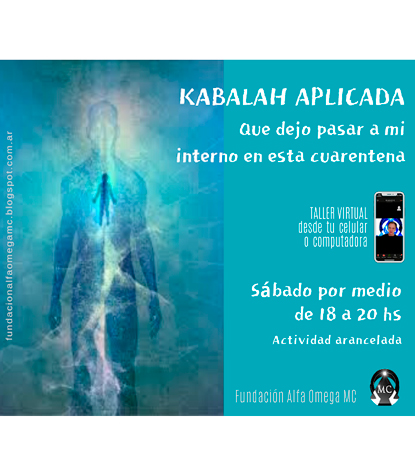 KABALAH APLICADA
Que dejo pasar a mi
interno en esta cuarentena
TALLER VIRTUAL
desde tu celular
o computadora
Sábado por medio
de 18 a 20 hs
Actividad arancelada
Fundación Alfa Omega MC
MC
fundacionalfaomegamc.blogspot.com.ar